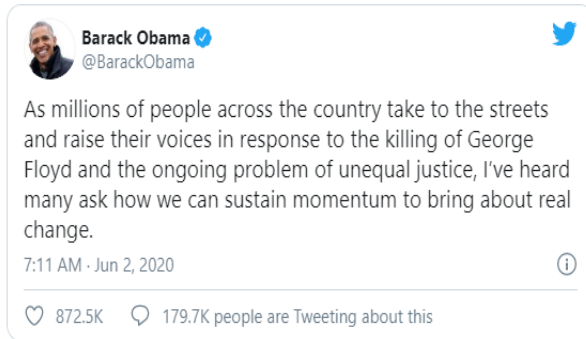 Barack Obama
@BarackObama
As millions of people across the country take to the streets
and raise their voices in response to the killing of George
Floyd and the ongoing problem of unequal justice, I've heard
many ask how we can sustain momentum to bring about real
change.
7:11 AM · Jun 2, 2020
872.5K 179.7K people are Tweeting about this